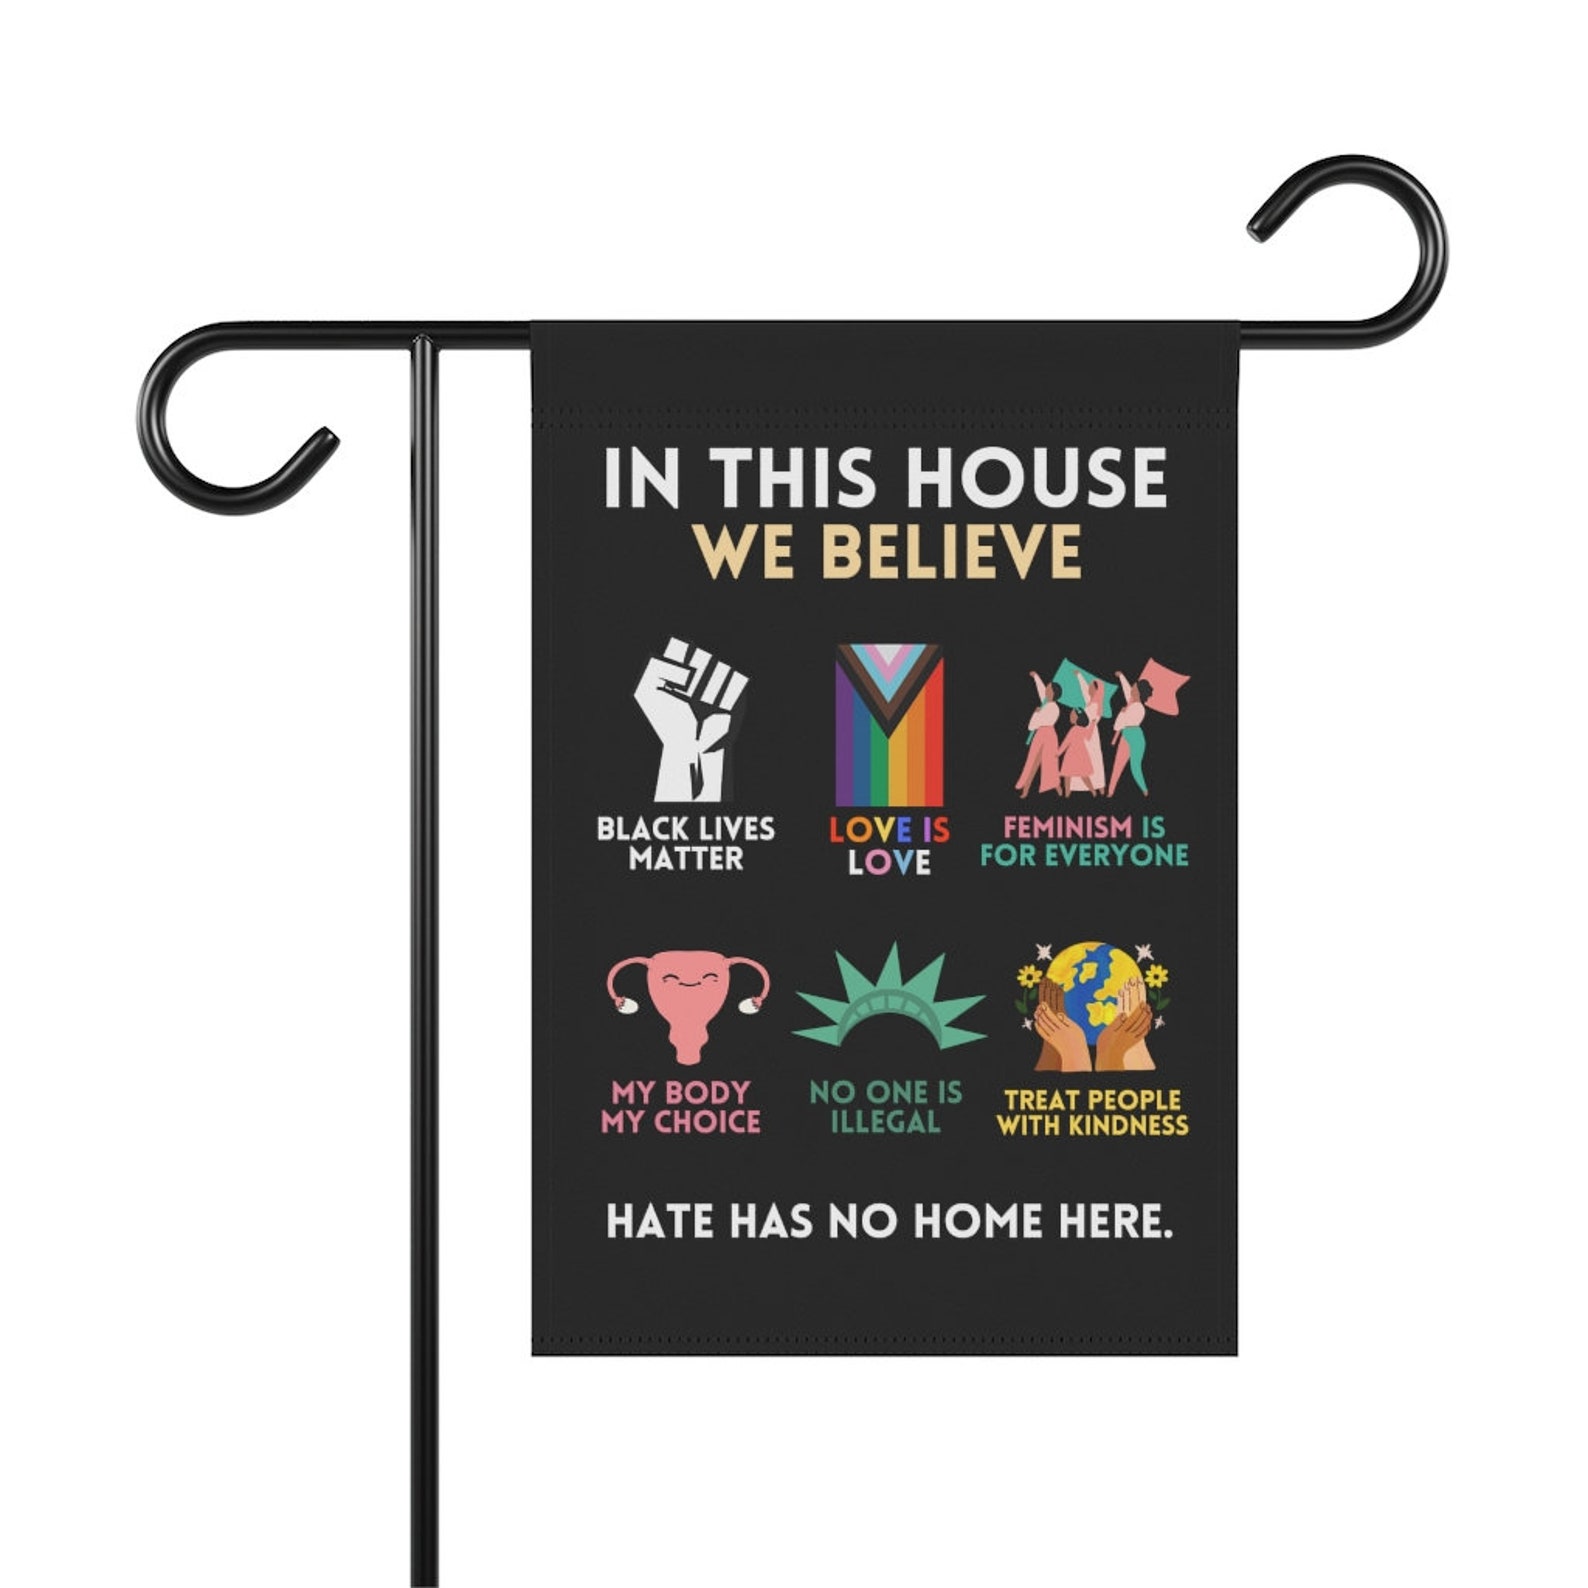 IN THIS HOUSE
WE BELIEVE
BLACK LIVES
MATTER
LOVE IS
LOVE
FEMINISM IS
FOR EVERYONE
MY BODY
MY CHOICE
NO ONE IS
ILLEGAL
TREAT PEOPLE
WITH KINDNESS
HATE HAS NO HOME HERE.